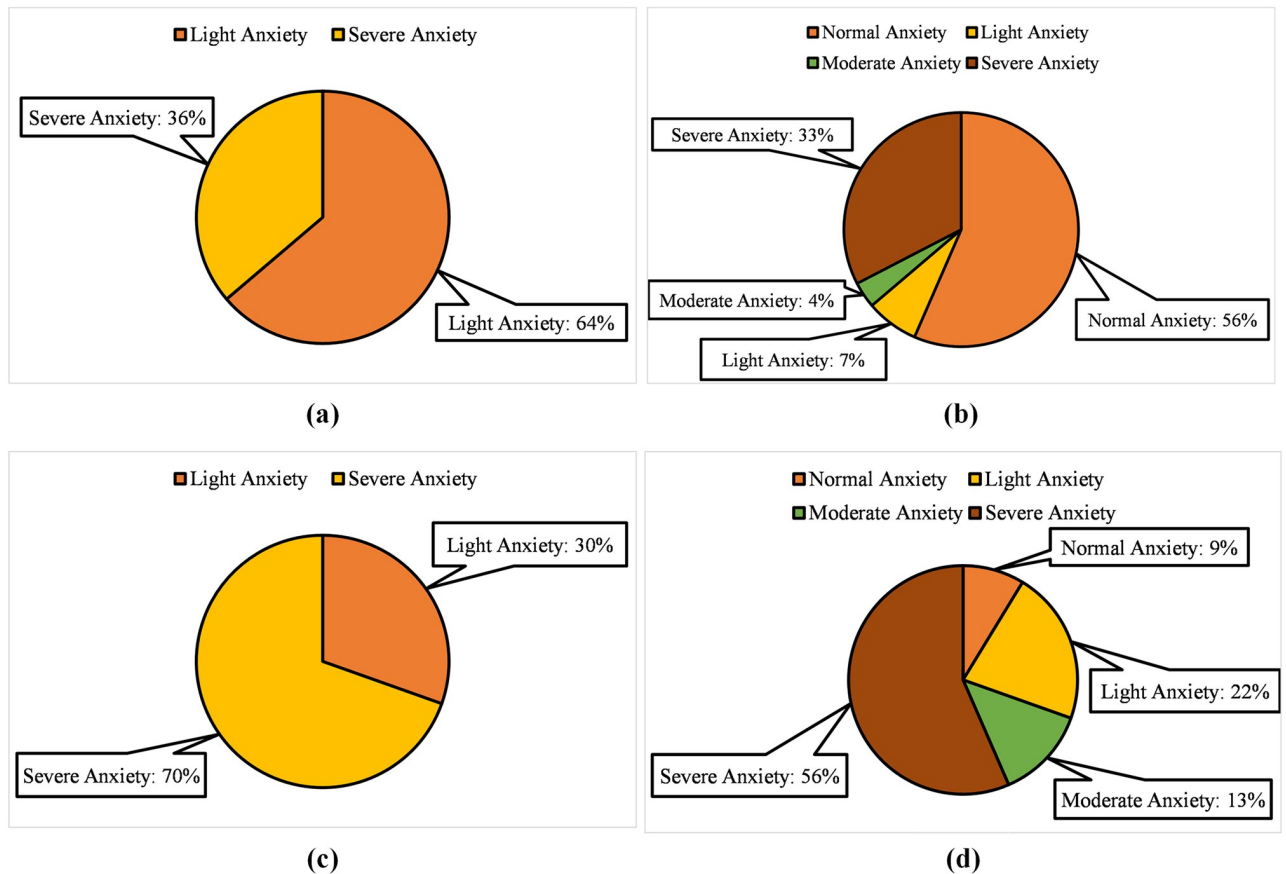 Light Anxiety Severe Anxiety
Severe Anxiety: 36%
Light Anxiety: 64%
(a)
Normal Anxiety Light Anxiety
Moderate Anxiety Severe Anxiety
Severe Anxiety: 33%
Moderate Anxiety: 4%
Normal Anxiety: 56%
Light Anxiety: 7%
(b)
Light Anxiety Severe Anxiety
Light Anxiety: 30%
Severe Anxiety: 70%
(c)
Normal Anxiety Light Anxiety
Moderate Anxiety Severe Anxiety
Normal Anxiety: 9%
Light Anxiety: 22%
Severe Anxiety: 56%
Moderate Anxiety: 13%
(d)